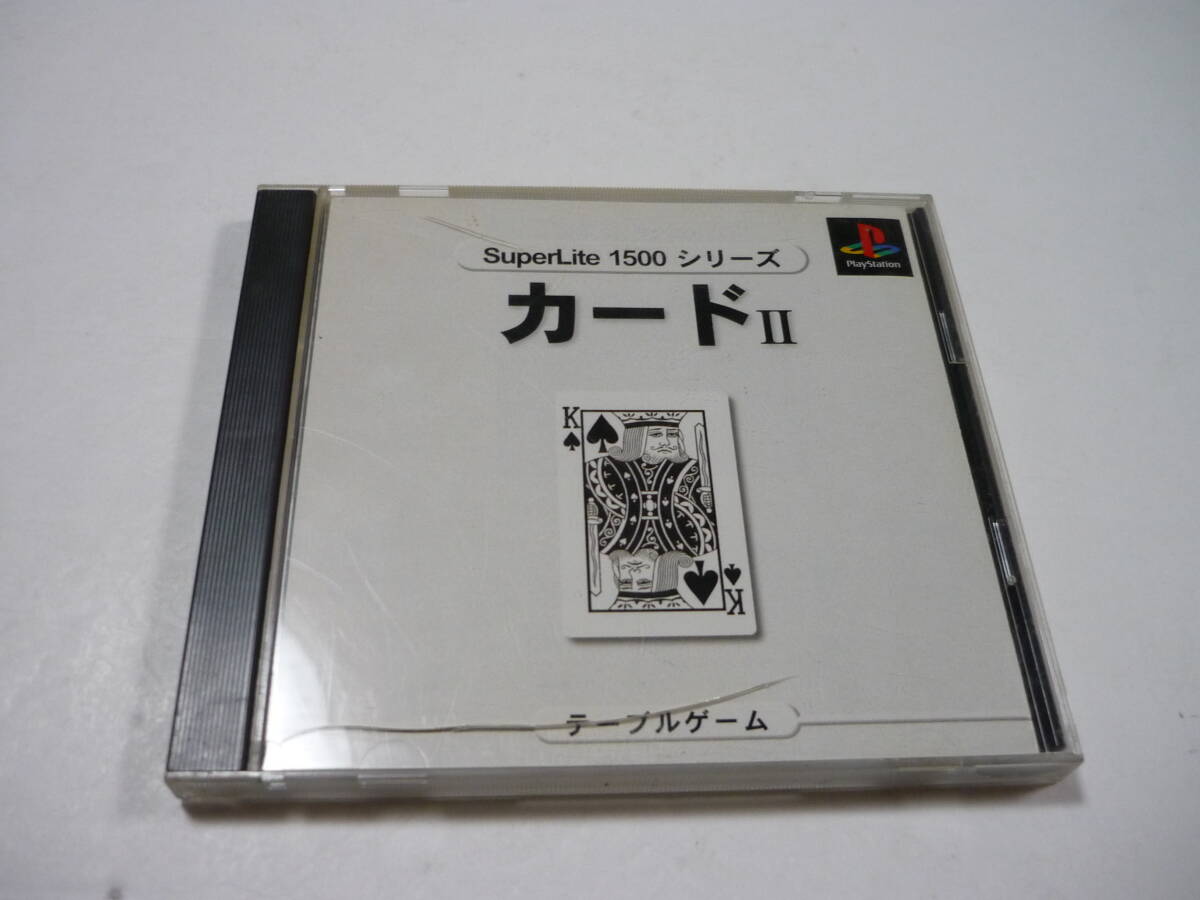 PlayStation
SuperLite 1500 シリーズ
カードII
K
K
テーブルゲーム